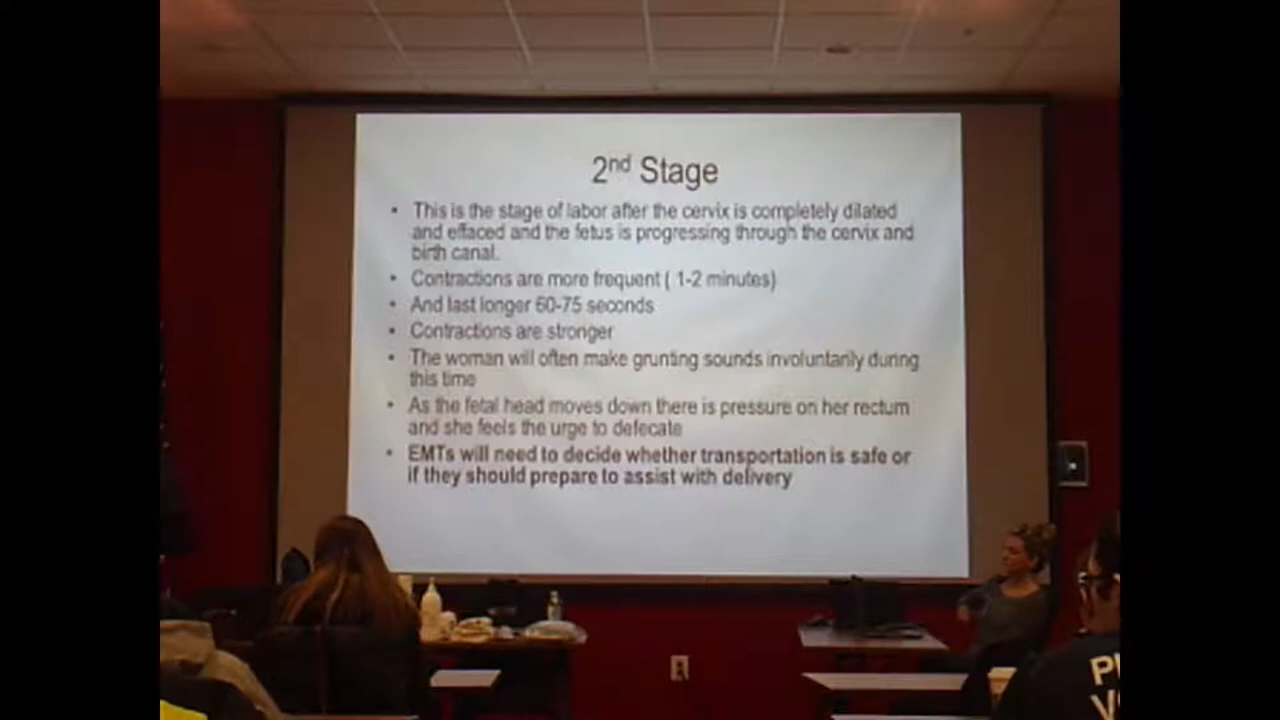 2nd Stage
• This is the stage of labor after the cervix is completely dilated
and effaced and the fetus is progressing through the cervix and
birth canal.
• Contractions are more frequent ( 1-2 minutes)
• And last longer 60-75 seconds
• Contractions are stronger
• The woman will often make grunting sounds involuntarily during
this time
• As the fetal head moves down there is pressure on her rectum
and she feels the urge to defecate
• EMTs will need to decide whether transportation is safe or
if they should prepare to assist with delivery